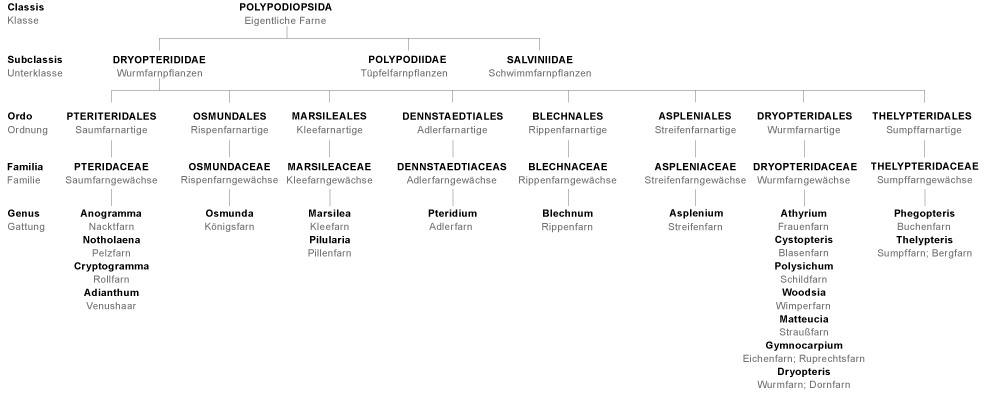 Classis POLYPODIOPSIDA
Klasse Eigentliche Farne
Subclassis DRYOPTERIDIDAE POLYPODIIDAE SALVINIIDAE
Unterklasse Wurmfarnpflanzen Tüpfelfarnpflanzen Schwimmfarnpflanzen
Ordo PTERITERIDALES OSMUNDALES MARSILEALES DENNSTAEDTIALES BLECHNALES ASPLENIALES DRYOPTERIDALES THELYPTERIDALES
Ordnung Saumfarnartige Rispenfarnartige Kleefarnartige Adlerfarnartige Rippenfarnartige Streifenfarnartige Wurmfarnartige Sumpffarnartige
Familia PTERIDACEAE OSMUNDACEAE MARSILEACEAE DENNSTAEDTIACEAS BLECHNACEAE ASPLENIACEAE DRYOPTERIDACEAE THELYPTERIDACEAE
Familie Saumfarngewächse Rispenfarngewächse Kleefarngewächse Adlerfarngewächse Rippenfarngewächse Streifenfarngewächse Wurmfarngewächse Sumpffarngewächse
Genus Anogramma Osmunda Marsilea Pteridium Blechnum Asplenium Athyrium Phegopteris
Gattung Nacktfarn Königsfarn Kleefarn Adlerfarn Rippenfarn Streifenfarn Frauenfarn Buchenfarn
Notholaena Pilularia Cystopteris Thelypteris
Pelzfarn Pillenfarn Blasenfarn Sumpffarn; Bergfarn
Cryptogramma Polysichum
Rollfarn Schildfarn
Adianthum Woodsia
Venushaar Wimperfarn
Matteucia
Straußfarn
Gymnocarpium
Eichenfarn; Ruprechtsfarn
Dryopteris
Wurmfarn; Dornfarn